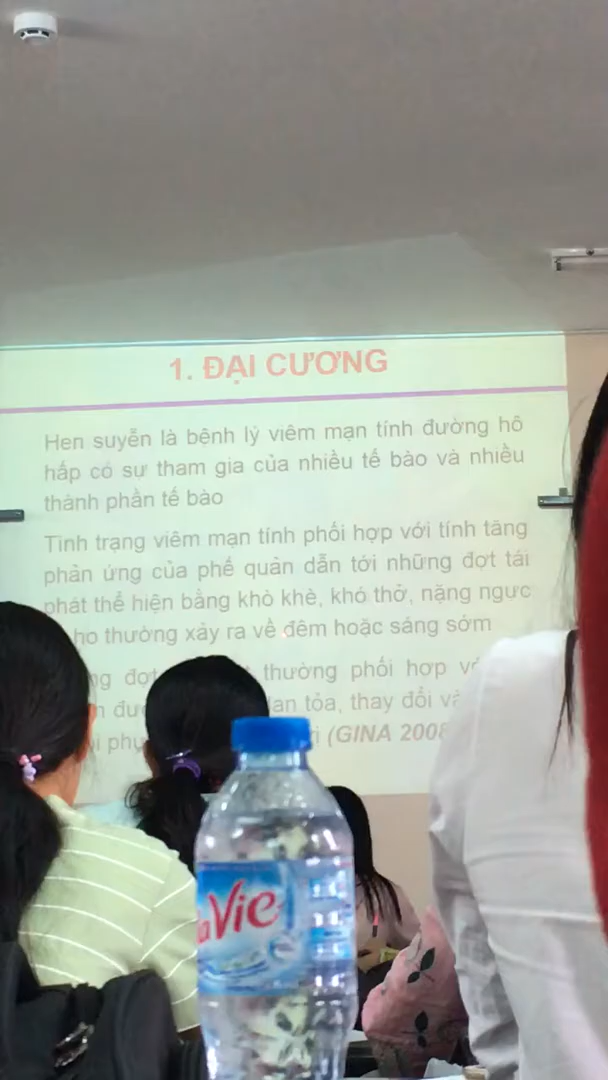 1. ĐẠI CƯƠNG
Hen suyễn là bệnh lý viêm mạn tính đường hô
hấp có sự tham gia của nhiều tế bào và nhiều
thành phần tế bào
Tình trạng viêm mạn tính phối hợp với tính tăng
phản ứng của phế quản dẫn tới những đợt tái
phát thể hiện bằng khò khè, khó thở, nặng ngực
ho thường xảy ra về đêm hoặc sáng sớm
đợt thường phối hợp
lan tỏa, thay đổi
(GINA 2008
LaVie